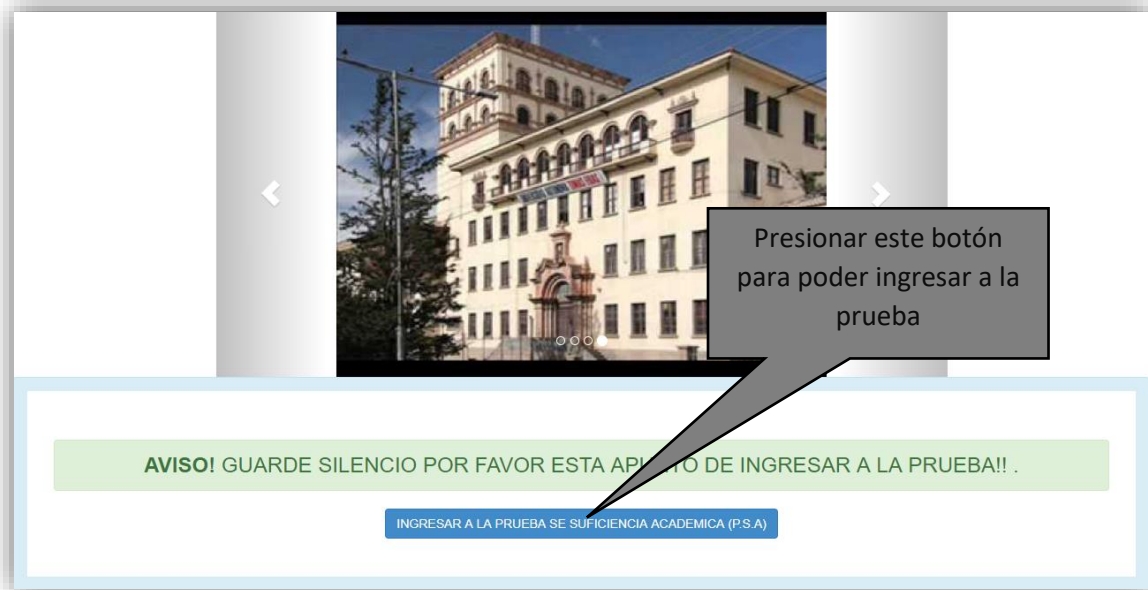 Presionar este botón
para poder ingresar a la
prueba
AVISO! GUARDE SILENCIO POR FAVOR ESTA DE INGRESAR A LA PRUEBA!! .
INGRESAR A LA PRUEBA SE SUFICIENCIA ACADEMICA (P.S.A)